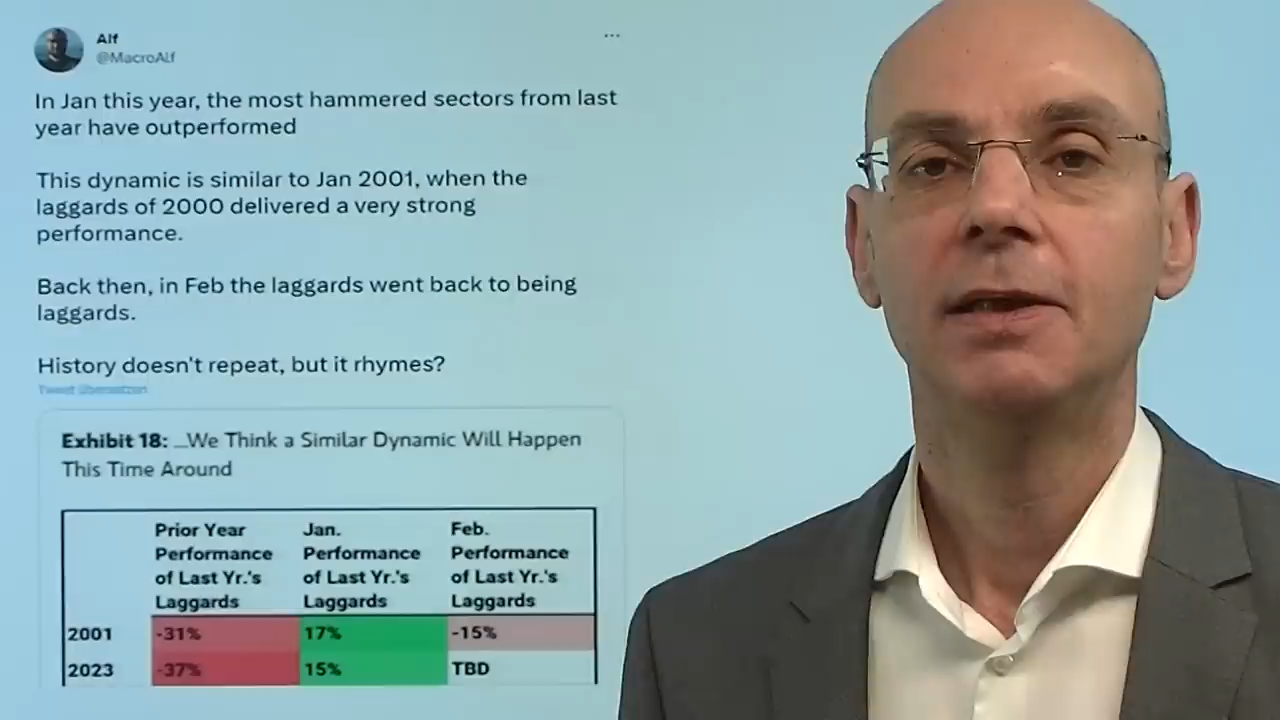 Alf
@MacroAlf
...
In Jan this year, the most hammered sectors from last
year have outperformed
This dynamic is similar to Jan 2001, when the
laggards of 2000 delivered a very strong
performance.
Back then, in Feb the laggards went back to being
laggards.
History doesn't repeat, but it rhymes?
Tweet übersetzen
Exhibit 18: ...We Think a Similar Dynamic Will Happen
This Time Around
Prior Year Jan. Feb.
Performance Performance Performance
of Last Yr.'s of Last Yr.'s of Last Yr.'s
Laggards Laggards Laggards
2001 -31% 17% -15%
2023 -37% 15% TBD